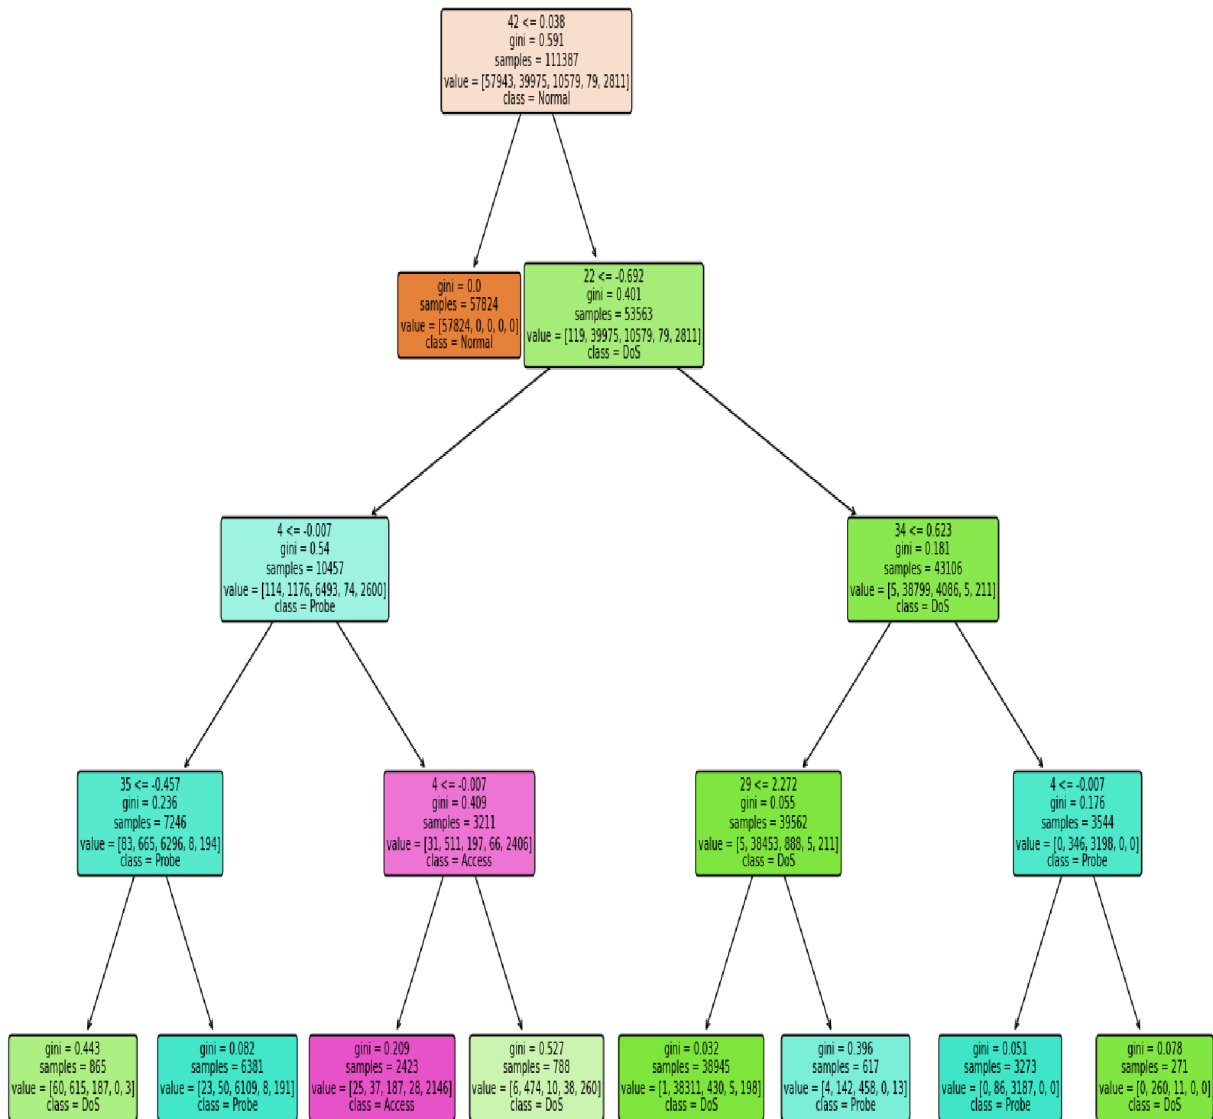 42 <= 0.038
gini = 0.591
samples = 111387
value = [57943, 39975, 10579, 79, 2811]
class = Normal
gini = 0.0
samples = 57824
value = [57824, 0, 0, 0, 0]
class = Normal
22 <= -0.692
gini = 0.401
samples = 53563
value = [119, 39975, 10579, 79, 2811]
class = DoS
4 <= -0.007
gini = 0.54
samples = 10457
value = [114, 1176, 6493, 74, 2600]
class = Probe
34 <= 0.623
gini = 0.181
samples = 43106
value = [5, 38799, 4086, 5, 211]
class = DoS
35 <= -0.457
gini = 0.236
samples = 7246
value = [83, 665, 6296, 8, 194]
class = Probe
4 <= -0.007
gini = 0.409
samples = 3211
value = [31, 511, 197, 66, 2406]
class = Access
29 <= 2.272
gini = 0.055
samples = 39562
value = [5, 38453, 888, 5, 211]
class = DoS
4 <= -0.007
gini = 0.176
samples = 3544
value = [0, 346, 3198, 0, 0]
class = Probe
gini = 0.443
samples = 865
value = [60, 615, 187, 0, 3]
class = DoS
gini = 0.082
samples = 6381
value = [23, 50, 6109, 8, 191]
class = Probe
gini = 0.209
samples = 2423
value = [25, 37, 187, 28, 2146]
class = Access
gini = 0.527
samples = 788
value = [6, 474, 10, 38, 260]
class = DoS
gini = 0.032
samples = 38945
value = [1, 38311, 430, 5, 198]
class = DoS
gini = 0.396
samples = 617
value = [4, 142, 458, 0, 13]
class = Probe
gini = 0.051
samples = 3273
value = [0, 86, 3187, 0, 0]
class = Probe
gini = 0.078
samples = 271
value = [0, 260, 11, 0, 0]
class = DoS